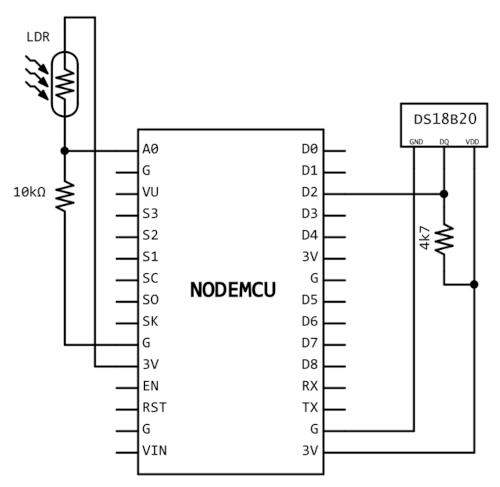 LDR
10kΩ
A0
G
VU
S3
S2
S1
SC
SO
SK
G
3V
EN
RST
G
VIN
NODEMCU
D0
D1
D2
D3
D4
3V
G
D5
D6
D7
D8
RX
TX
G
3V
DS18B20
GND DQ VDD
4k7